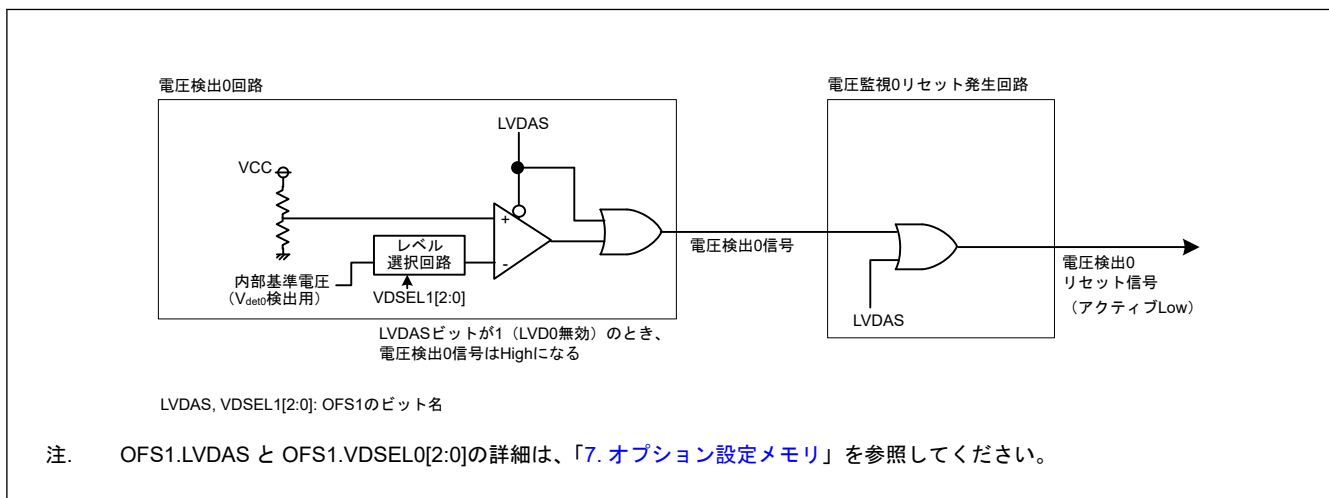 電圧検出0回路
電圧監視0リセット発生回路
LVDAS
VCC
+
レベル
選択回路
-
内部基準電圧
（Vdet0検出用）
VDSEL1[2:0]
電圧検出0信号
LVDAS
電圧検出0
リセット信号
（アクティブLow）
LVDASビットが1（LVD0無効）のとき、
電圧検出0信号はHighになる
LVDAS, VDSEL1[2:0]: OFS1のビット名
注. OFS1.LVDAS と OFS1.VDSEL0[2:0]の詳細は、「7. オプション設定メモリ」を参照してください。